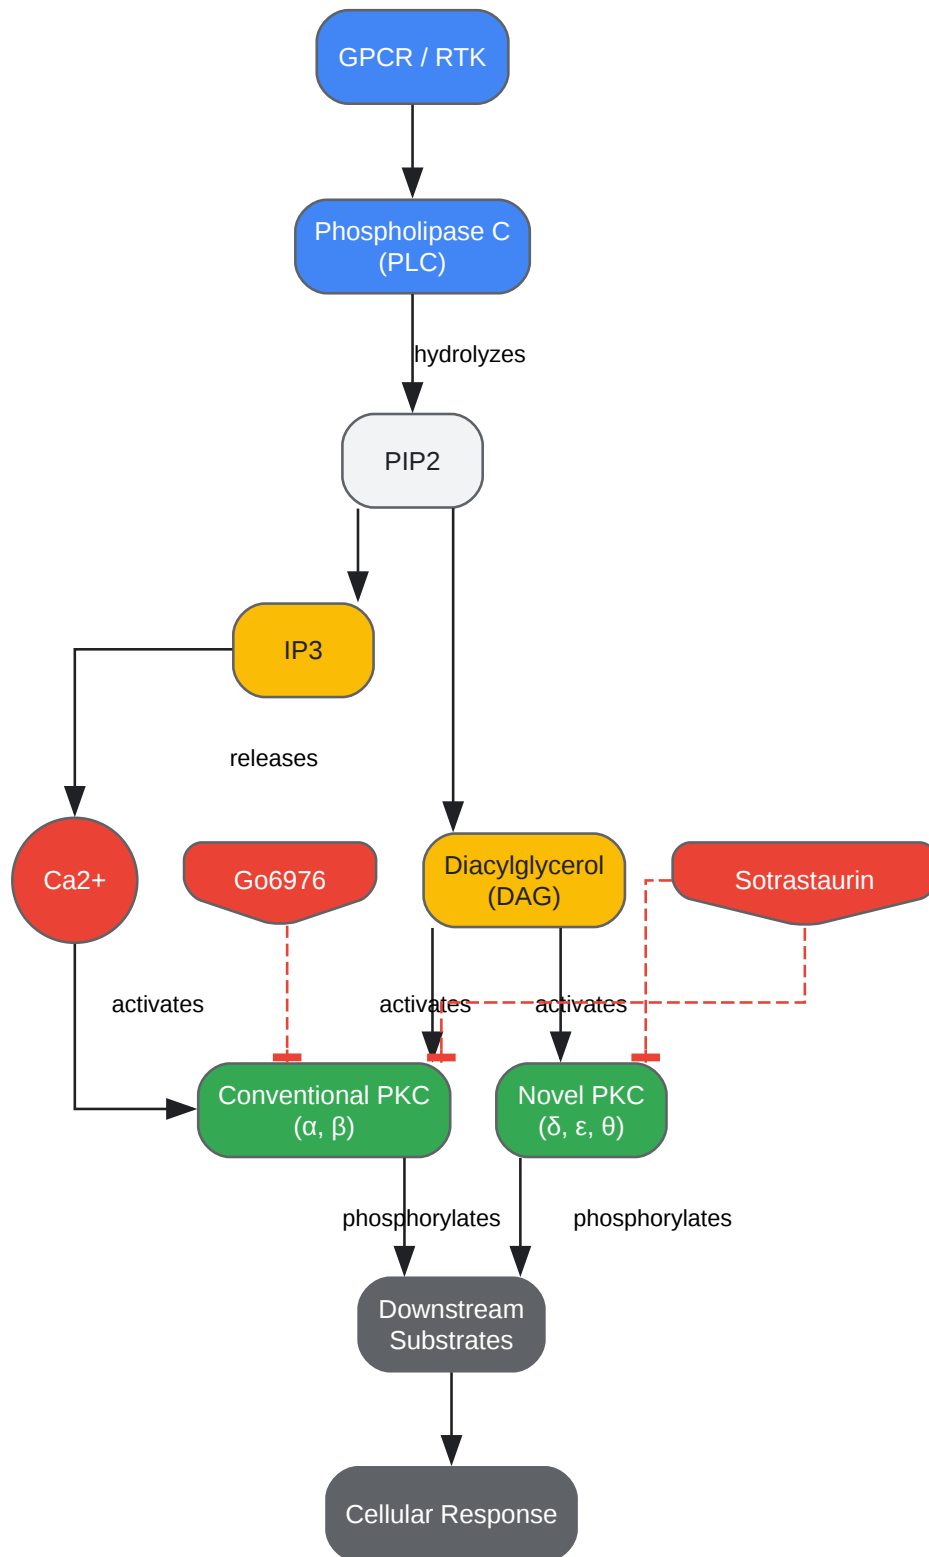 GPCR / RTK
Phospholipase C
(PLC)
hydrolyzes
PIP2
IP3
releases
Ca2+
Go6976
Diacylglycerol
(DAG)
Sotrastaurin
activates
activates
activates
Conventional PKC
(α, β)
Novel PKC
(δ, ε, θ)
phosphorylates
phosphorylates
Downstream
Substrates
Cellular Response